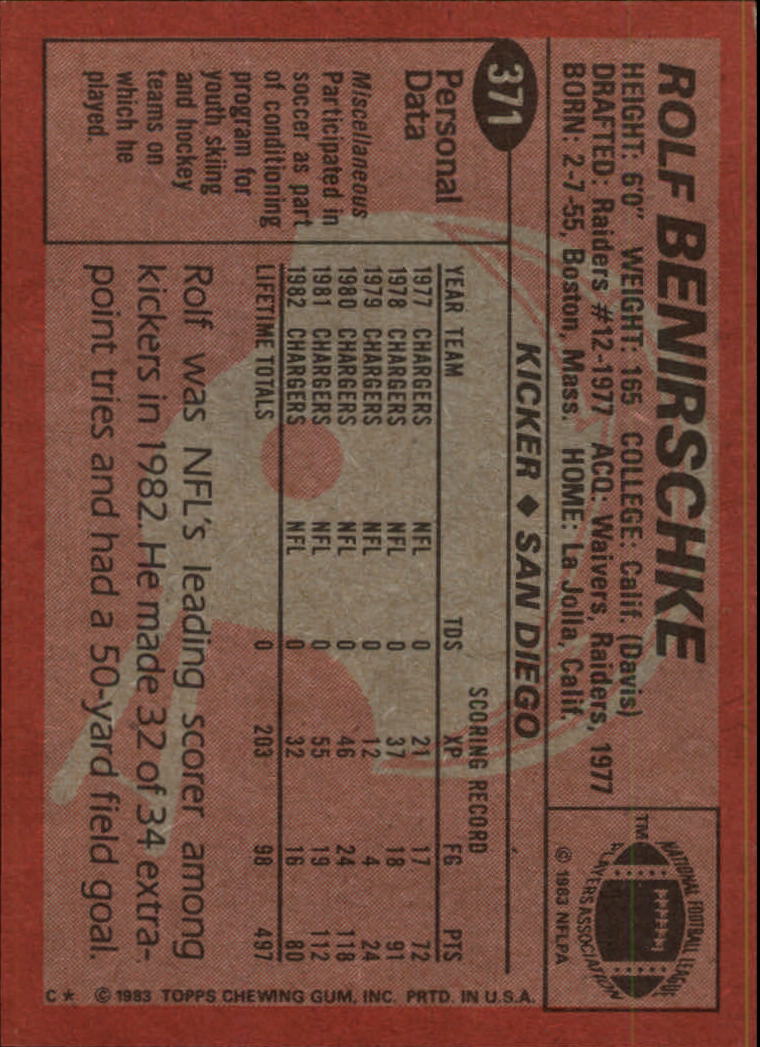 ROLF BENIRSCHKE
HEIGHT: 6'0" WEIGHT: 165 COLLEGE: Calif. (Davis)
DRAFTED: Raiders #12-1977 ACQ: Waivers, Raiders, 1977
BORN: 2-7-55, Boston, Mass. HOME: La Jolla, Calif.
TM
NATIONAL FOOTBALL LEAGUE
PLAYERS ASSOCIATION
© 1983 NFLPA
371
KICKER ◆ SAN DIEGO
Personal
Data
Miscellaneous
Participated in
soccer as part
of conditioning
program for
youth skiing
and hockey
teams on
which he
played.
SCORING RECORD
YEAR TEAM TDS XP FG PTS
1977 CHARGERS NFL 0 21 17 72
1978 CHARGERS NFL 0 37 18 91
1979 CHARGERS NFL 0 12 4 24
1980 CHARGERS NFL 0 46 24 118
1981 CHARGERS NFL 0 55 19 112
1982 CHARGERS NFL 0 32 16 80
LIFETIME TOTALS 0 203 98 497
Rolf was NFL's leading scorer among
kickers in 1982. He made 32 of 34 extra-
point tries and had a 50-yard field goal.
C* © 1983 TOPPS CHEWING GUM, INC. PRTD. IN U.S.A.